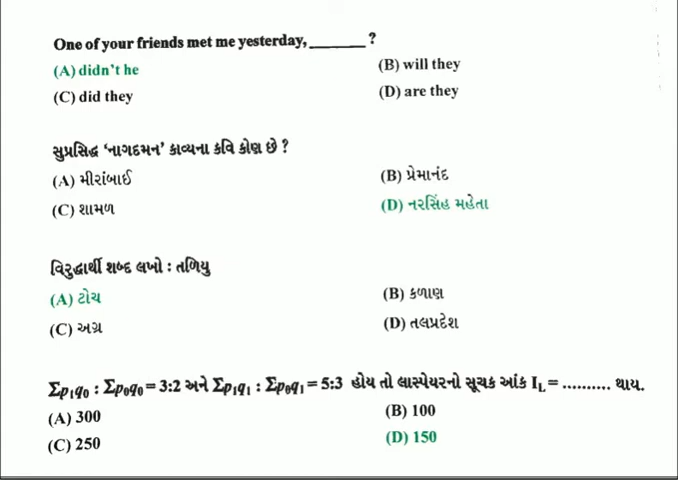 One of your friends met me yesterday,_______ ?
(A) didn't he (B) will they
(C) did they (D) are they
સુપ્રસિદ્ધ 'નાગદમન' કાવ્યના કવિ કોણ છે ?
(A) મીરાંબાઈ (B) પ્રેમાનંદ
(C) શામળ (D) નરસિંહ મહેતા
વિરુદ્ધાર્થી શબ્દ લખો : તળિયુ
(A) ટોચ (B) કળાણ
(C) અગ્ર (D) તલપ્રદેશ
Σp₁q₀ : Σp₀q₀ = 3:2 અને Σp₁q₁ : Σp₀q₁ = 5:3 હોય તો લાસ્પેયરનો સૂચક આંક I_L = .......... થાય.
(A) 300 (B) 100
(C) 250 (D) 150